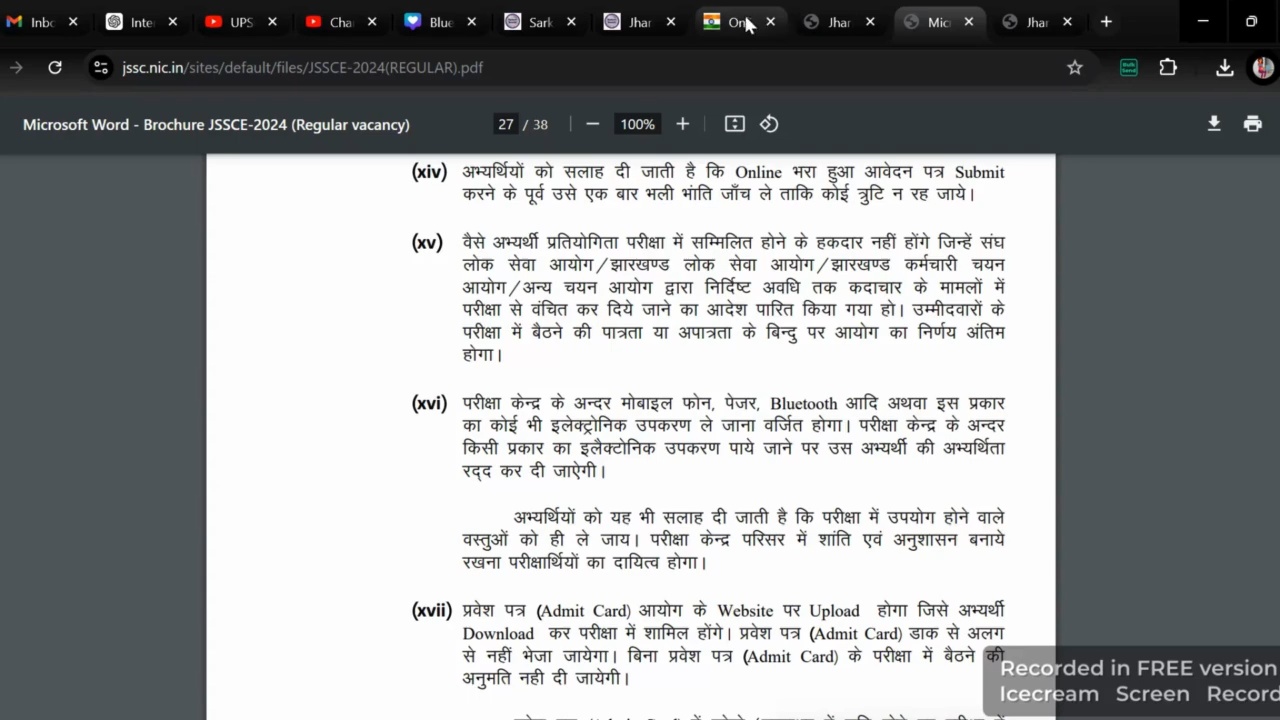 Inbc
Inter
UPS
Cha
Blue
Sark
Jhar
On
Jhar
Mic
Jhar
jssc.nic.in/sites/default/files/JSSCE-2024(REGULAR).pdf
Microsoft Word - Brochure JSSCE-2024 (Regular vacancy)
27 / 38
100%
(xiv) अभ्यर्थियों को सलाह दी जाती है कि Online भरा हुआ आवेदन पत्र Submit
करने के पूर्व उसे एक बार भली भांति जाँच ले ताकि कोई त्रुटि न रह जाये।
(xv) वैसे अभ्यर्थी प्रतियोगिता परीक्षा में सम्मिलित होने के हकदार नहीं होंगे जिन्हें संघ
लोक सेवा आयोग/झारखण्ड लोक सेवा आयोग/झारखण्ड कर्मचारी चयन
आयोग/अन्य चयन आयोग द्वारा निर्दिष्ट अवधि तक कदाचार के मामलों में
परीक्षा से वंचित कर दिये जाने का आदेश पारित किया गया हो। उम्मीदवारों के
परीक्षा में बैठने की पात्रता या अपात्रता के बिन्दु पर आयोग का निर्णय अंतिम
होगा।
(xvi) परीक्षा केन्द्र के अन्दर मोबाइल फोन, पेजर, Bluetooth आदि अथवा इस प्रकार
का कोई भी इलेक्ट्रोनिक उपकरण ले जाना वर्जित होगा। परीक्षा केन्द्र के अन्दर
किसी प्रकार का इलैक्टोनिक उपकरण पाये जाने पर उस अभ्यर्थी की अभ्यर्थिता
रद्द कर दी जाऐगी।
अभ्यर्थियों को यह भी सलाह दी जाती है कि परीक्षा में उपयोग होने वाले
वस्तुओं को ही ले जाय। परीक्षा केन्द्र परिसर में शांति एवं अनुशासन बनाये
रखना परीक्षार्थियों का दायित्व होगा।
(xvii) प्रवेश पत्र (Admit Card) आयोग के Website पर Upload होगा जिसे अभ्यर्थी
Download कर परीक्षा में शामिल होंगे। प्रवेश पत्र (Admit Card) डाक से अलग
से नहीं भेजा जायेगा। बिना प्रवेश पत्र (Admit Card) के परीक्षा में बैठने की
अनुमति नही दी जायेगी।
Recorded in FREE version
Icecream Screen Record